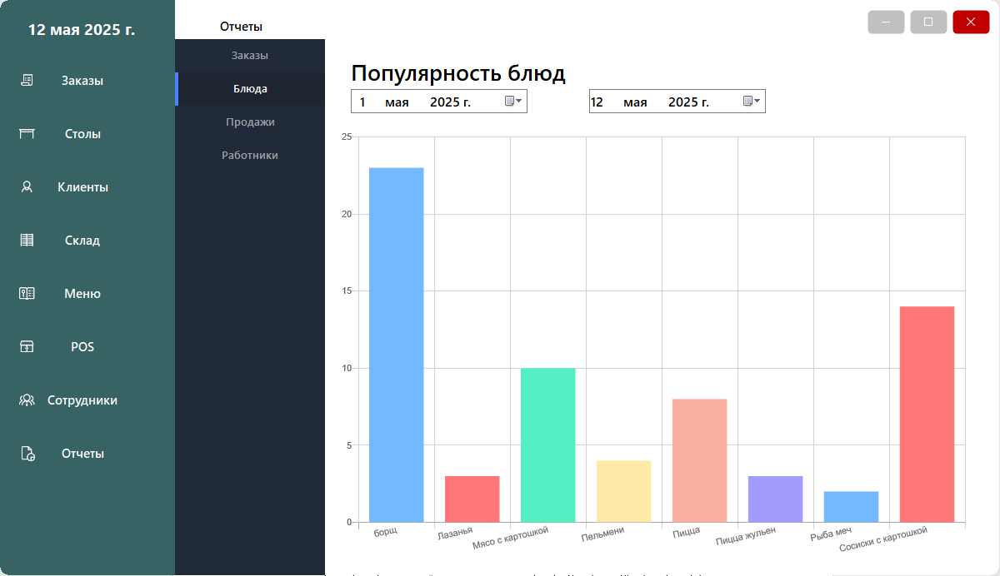 12 мая 2025 г.
Заказы
Столы
Клиенты
Склад
Меню
POS
Сотрудники
Отчеты
Отчеты
Заказы
Блюда
Продажи
Работники
Популярность блюд
1 мая 2025 г.
12 мая 2025 г.
25
20
15
10
5
0
борщ
Лазанья
Мясо с картошкой
Пельмени
Пицца
Пицца жульен
Рыба меч
Сосиски с картошкой